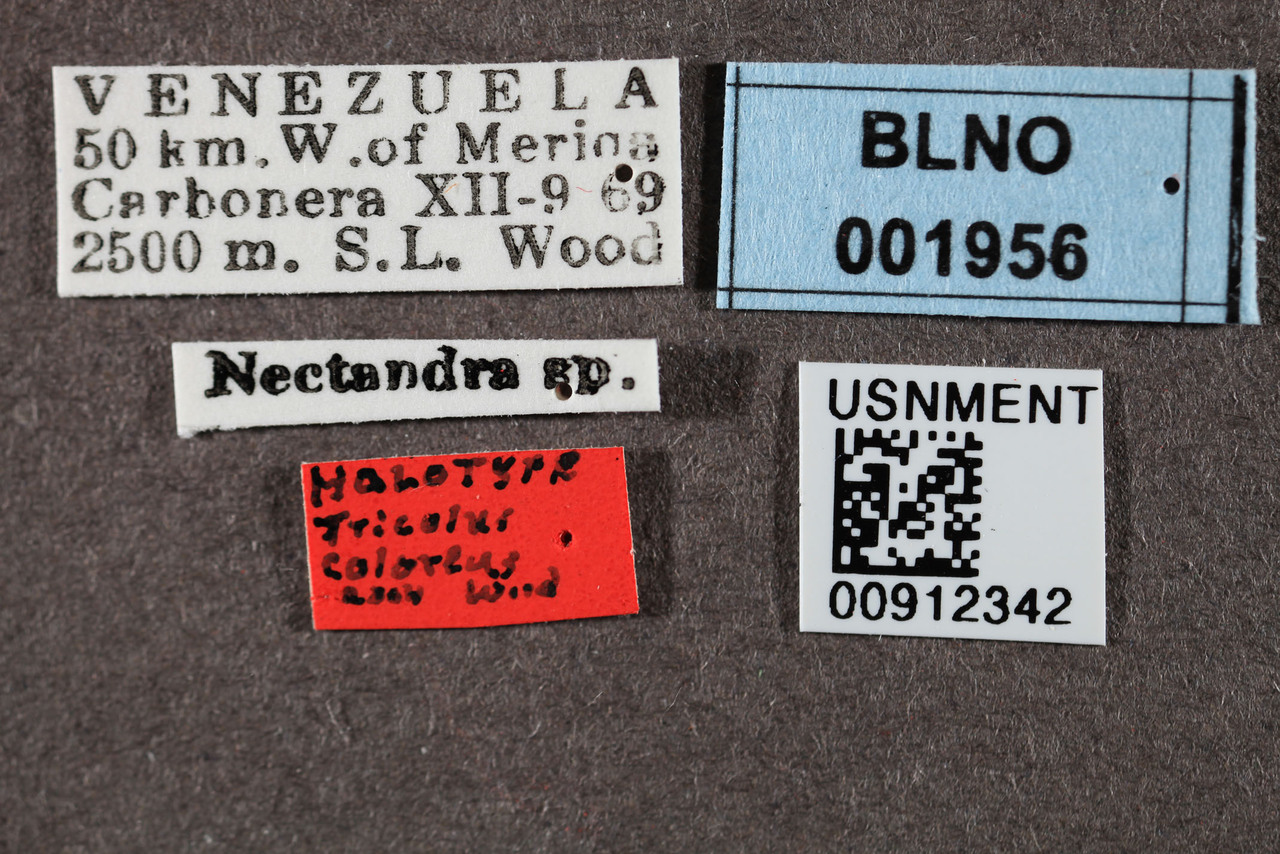 VENEZUELA
50 km. W. of Merida
Carbonera XII-9 69
2500 m. S.L. Wood
BLNO
001956
Nectandra sp.
USNMENT
00912342
HOLOTYPE
Tricolus
coloreus
Wood